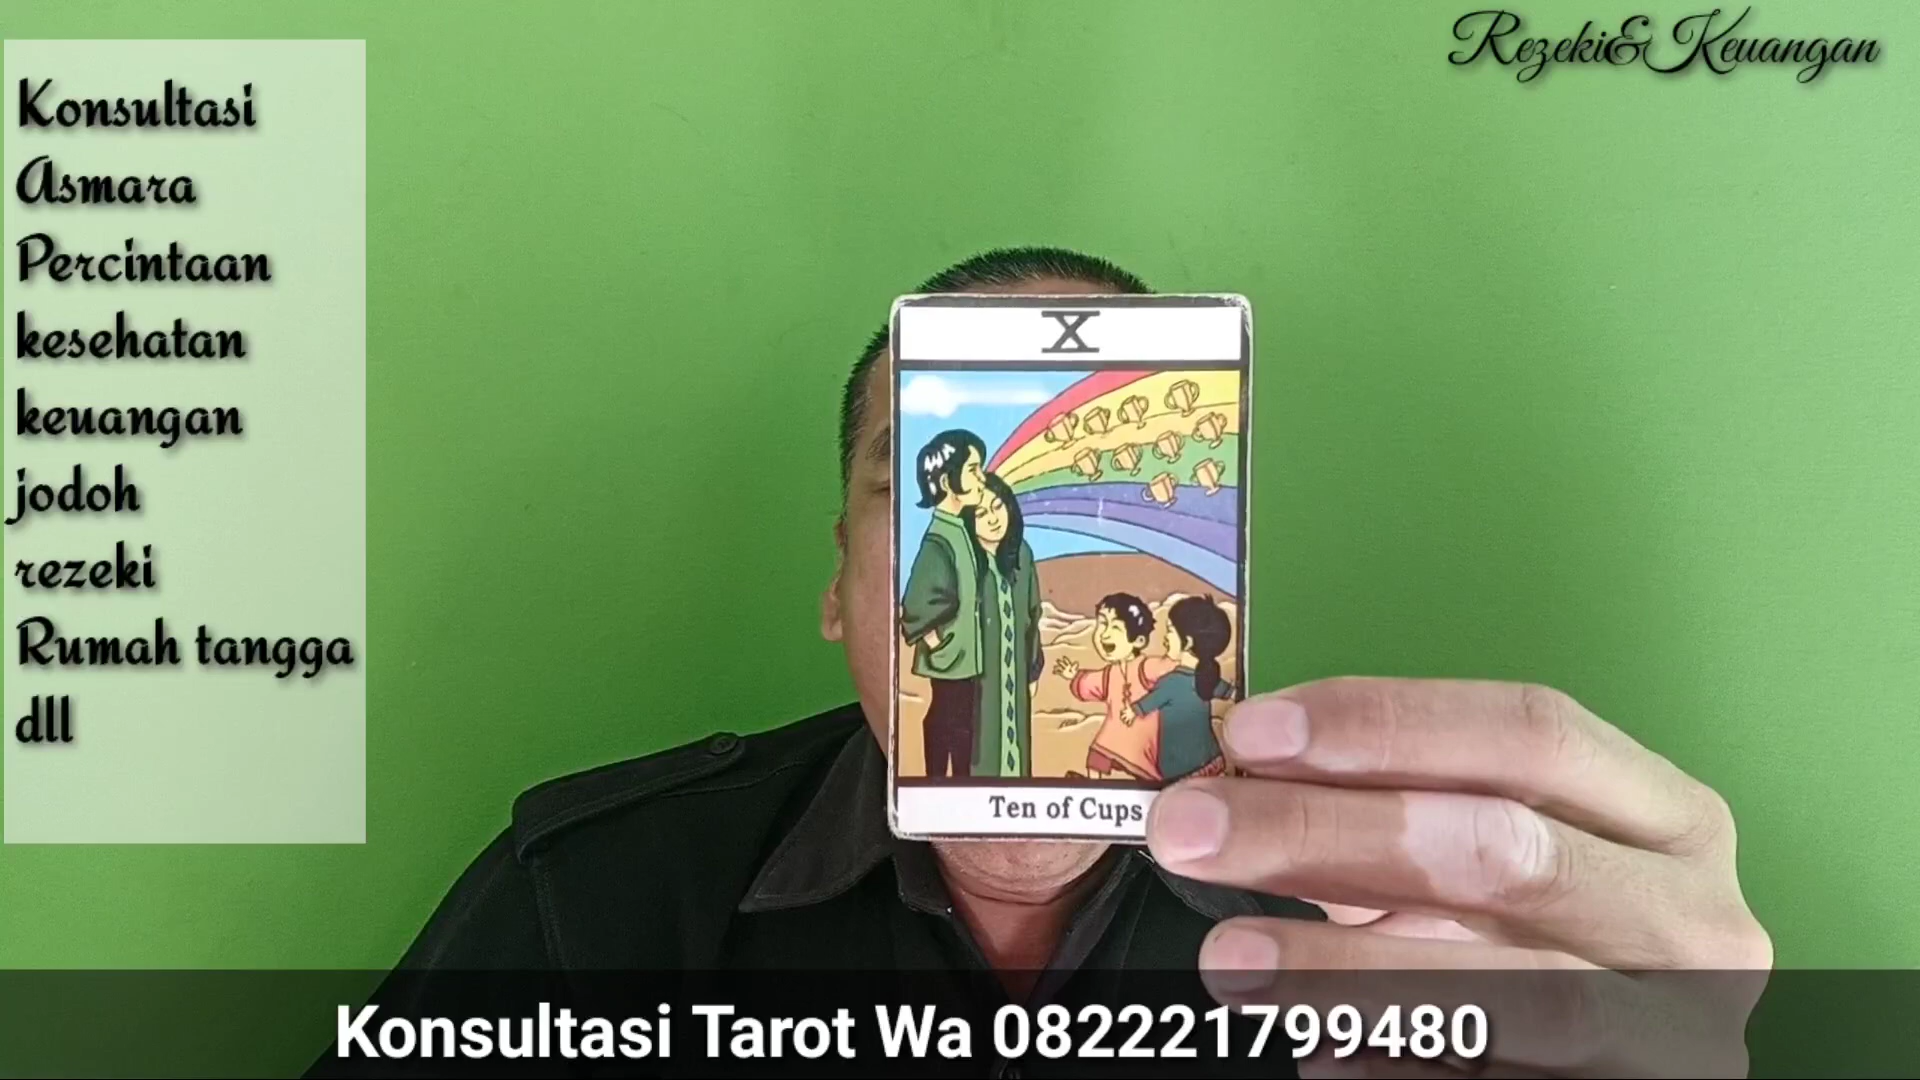 Rezeki&Keuangan
Konsultasi
Asmara
Percintaan
kesehatan
keuangan
jodoh
rezeki
Rumah tangga
dll
X
Ten of Cups
Konsultasi Tarot Wa 082221799480